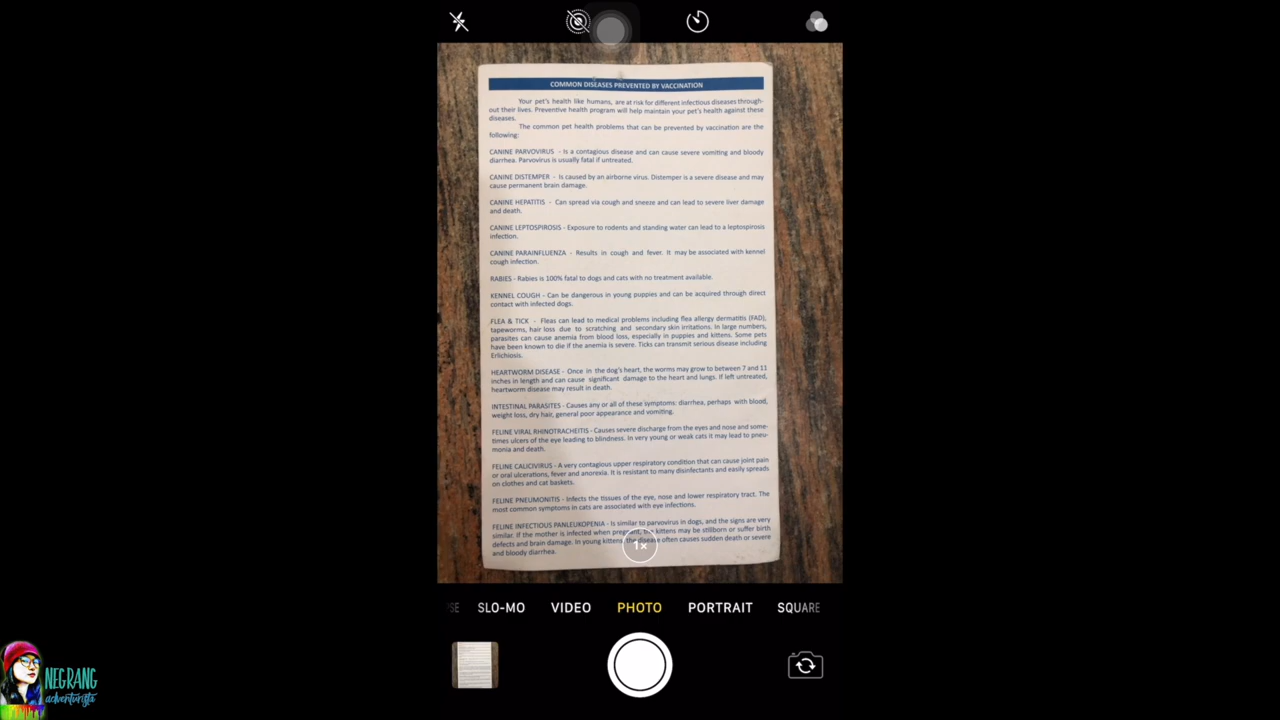 COMMON DISEASES PREVENTED BY VACCINATION
Your pet's health like humans, are at risk for different infectious diseases through-
out their lives. Preventive health program will help maintain your pet's health against these
diseases.
The common pet health problems that can be prevented by vaccination are the
following:
CANINE PARVOVIRUS - Is a contagious disease and can cause severe vomiting and bloody
diarrhea. Parvovirus is usually fatal if untreated.
CANINE DISTEMPER - Is caused by an airborne virus. Distemper is a severe disease and may
cause permanent brain damage.
CANINE HEPATITIS - Can spread via cough and sneeze and can lead to severe liver damage
and death.
CANINE LEPTOSPIROSIS - Exposure to rodents and standing water can lead to a leptospirosis
infection.
CANINE PARAINFLUENZA - Results in cough and fever. It may be associated with kennel
cough infection.
RABIES - Rabies is 100% fatal to dogs and cats with no treatment available.
KENNEL COUGH - Can be dangerous in young puppies and can be acquired through direct
contact with infected dogs.
FLEA & TICK - Fleas can lead to medical problems including flea allergy dermatitis (FAD),
tapeworms, hair loss due to scratching and secondary skin irritations. In large numbers,
parasites can cause anemia from blood loss, especially in puppies and kittens. Some pets
have been known to die if the anemia is severe. Ticks can transmit serious disease including
Erlichiosis.
HEARTWORM DISEASE - Once in the dog's heart, the worms may grow to between 7 and 11
inches in length and can cause significant damage to the heart and lungs. If left untreated,
heartworm disease may result in death.
INTESTINAL PARASITES - Causes any or all of these symptoms: diarrhea, perhaps with blood,
weight loss, dry hair, general poor appearance and vomiting.
FELINE VIRAL RHINOTRACHEITIS - Causes severe discharge from the eyes and nose and some-
times ulcers of the eye leading to blindness. In very young or weak cats it may lead to pneu-
monia and death.
FELINE CALICIVIRUS - A very contagious upper respiratory condition that can cause joint pain
or oral ulcerations, fever and anorexia. It is resistant to many disinfectants and easily spreads
on clothes and cat baskets.
FELINE PNEUMONITIS - Infects the tissues of the eye, nose and lower respiratory tract. The
most common symptoms in cats are associated with eye infections.
FELINE INFECTIOUS PANLEUKOPENIA - Is similar to parvovirus in dogs, and the signs are very
similar. If the mother is infected when pregnant, the kittens may be stillborn or suffer birth
defects and brain damage. In young kittens, the disease often causes sudden death or severe
and bloody diarrhea.
1×
SLO-MO VIDEO PHOTO PORTRAIT SQUARE
NEGRANG
adventurista